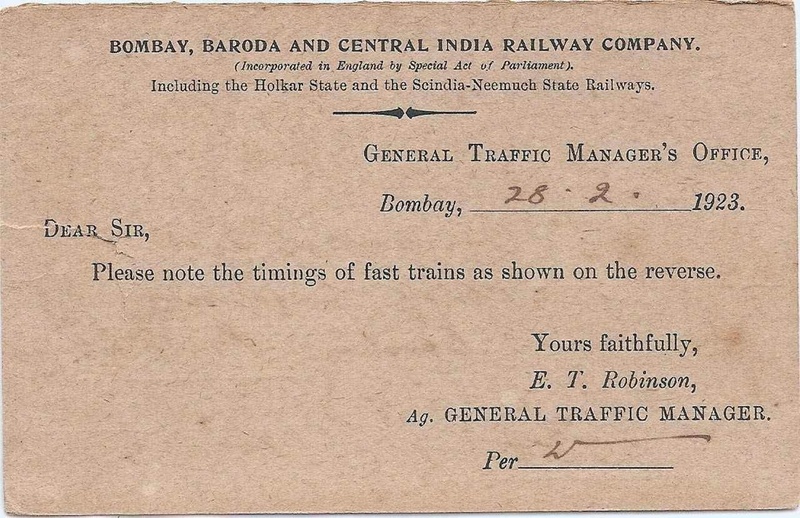 BOMBAY, BARODA AND CENTRAL INDIA RAILWAY COMPANY.
(Incorporated in England by Special Act of Parliament).
Including the Holkar State and the Scindia-Neemuch State Railways.
GENERAL TRAFFIC MANAGER'S OFFICE,
Bombay, 28 · 2 · 1923.
DEAR SIR,
Please note the timings of fast trains as shown on the reverse.
Yours faithfully,
E. T. Robinson,
Ag. GENERAL TRAFFIC MANAGER.
Per